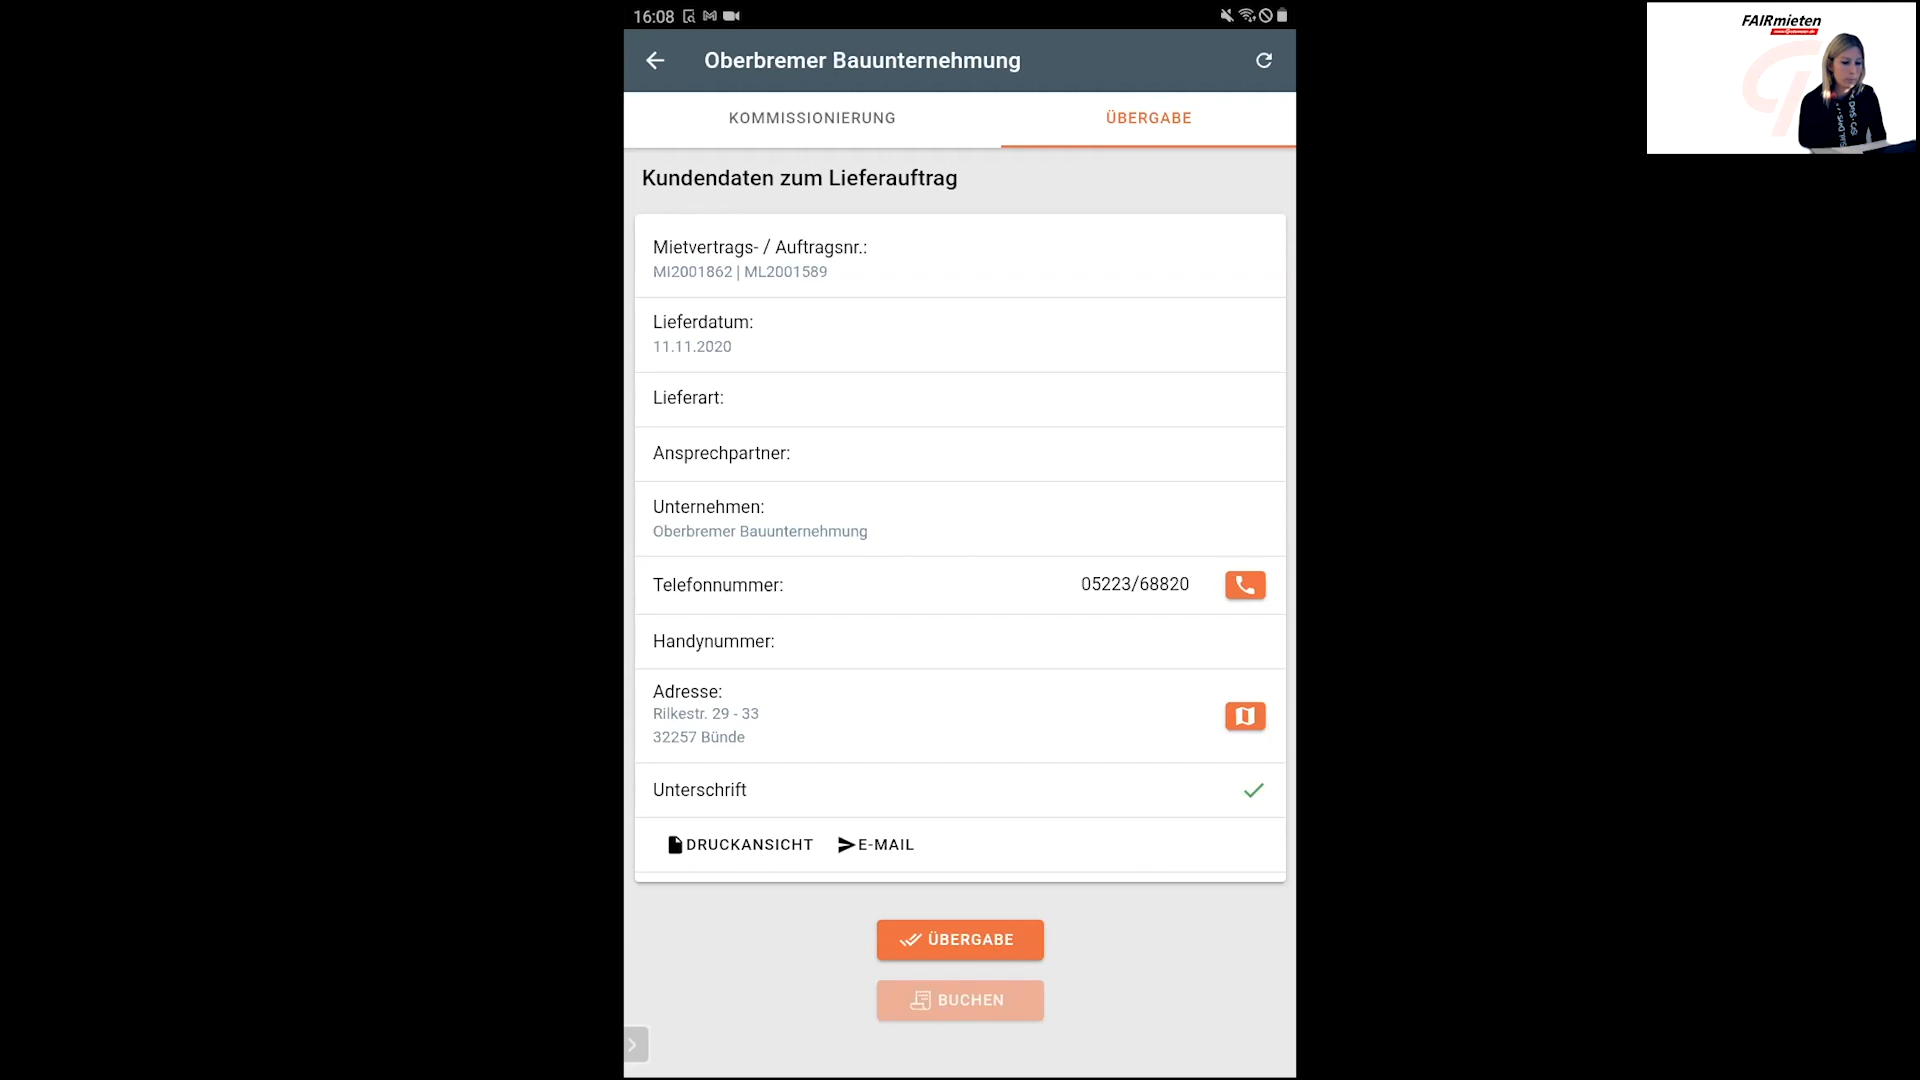 16:08
Oberbremer Bauunternehmung
KOMMISSIONIERUNG
ÜBERGABE
Kundendaten zum Lieferauftrag
Mietvertrags- / Auftragsnr.:
MI2001862 | ML2001589
Lieferdatum:
11.11.2020
Lieferart:
Ansprechpartner:
Unternehmen:
Oberbremer Bauunternehmung
Telefonnummer:
05223/68820
Handynummer:
Adresse:
Rilkestr. 29 - 33
32257 Bünde
Unterschrift
DRUCKANSICHT
E-MAIL
ÜBERGABE
BUCHEN
FAIRmieten